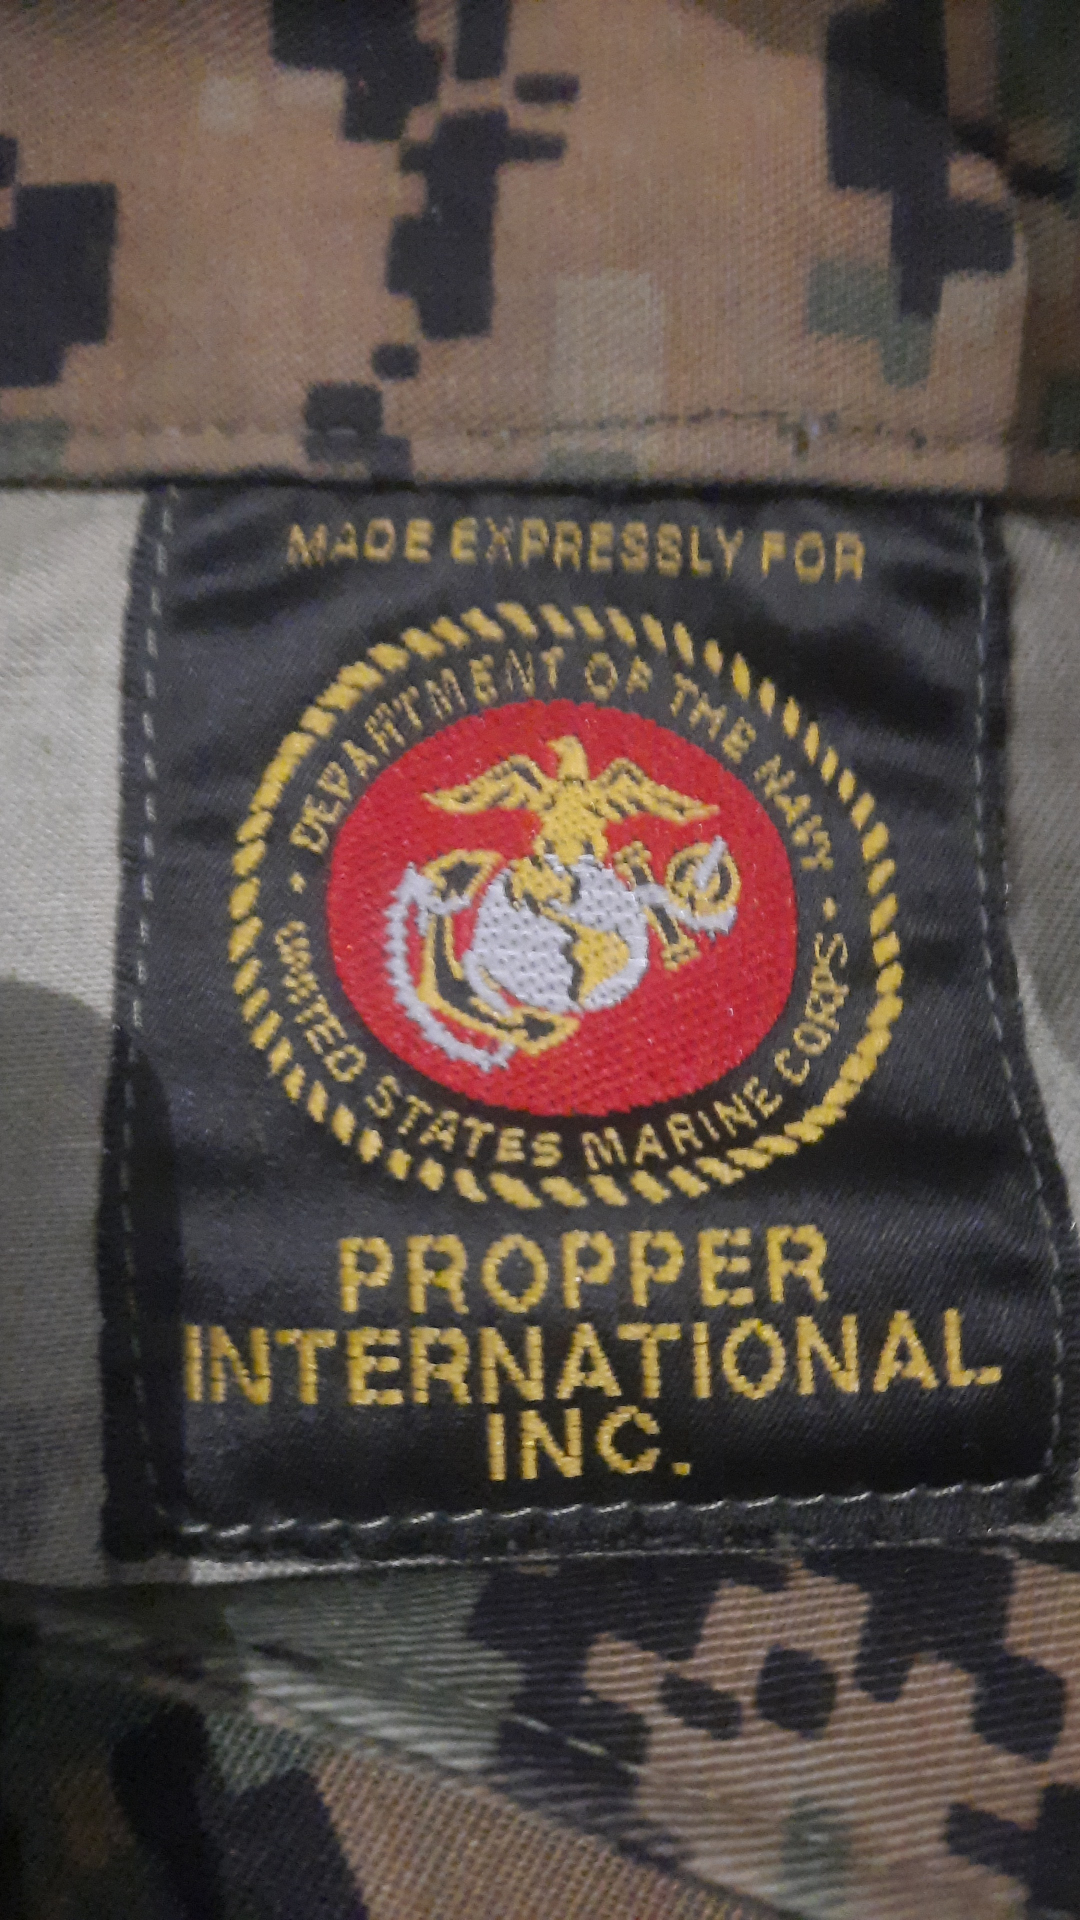 MADE EXPRESSLY FOR
DEPARTMENT OF THE NAVY
UNITED STATES MARINE CORPS
PROPPER
INTERNATIONAL
INC.